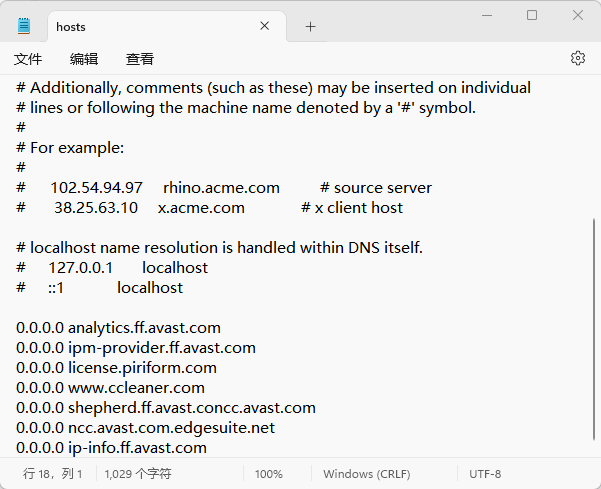 hosts
文件 编辑 查看
# Additionally, comments (such as these) may be inserted on individual
# lines or following the machine name denoted by a '#' symbol.
#
# For example:
#
# 102.54.94.97 rhino.acme.com # source server
# 38.25.63.10 x.acme.com # x client host
# localhost name resolution is handled within DNS itself.
# 127.0.0.1 localhost
# ::1 localhost
0.0.0.0 analytics.ff.avast.com
0.0.0.0 ipm-provider.ff.avast.com
0.0.0.0 license.piriform.com
0.0.0.0 www.ccleaner.com
0.0.0.0 shepherd.ff.avast.concc.avast.com
0.0.0.0 ncc.avast.com.edgesuite.net
0.0.0.0 ip-info.ff.avast.com
行 18，列 1 1,029 个字符 100% Windows (CRLF) UTF-8